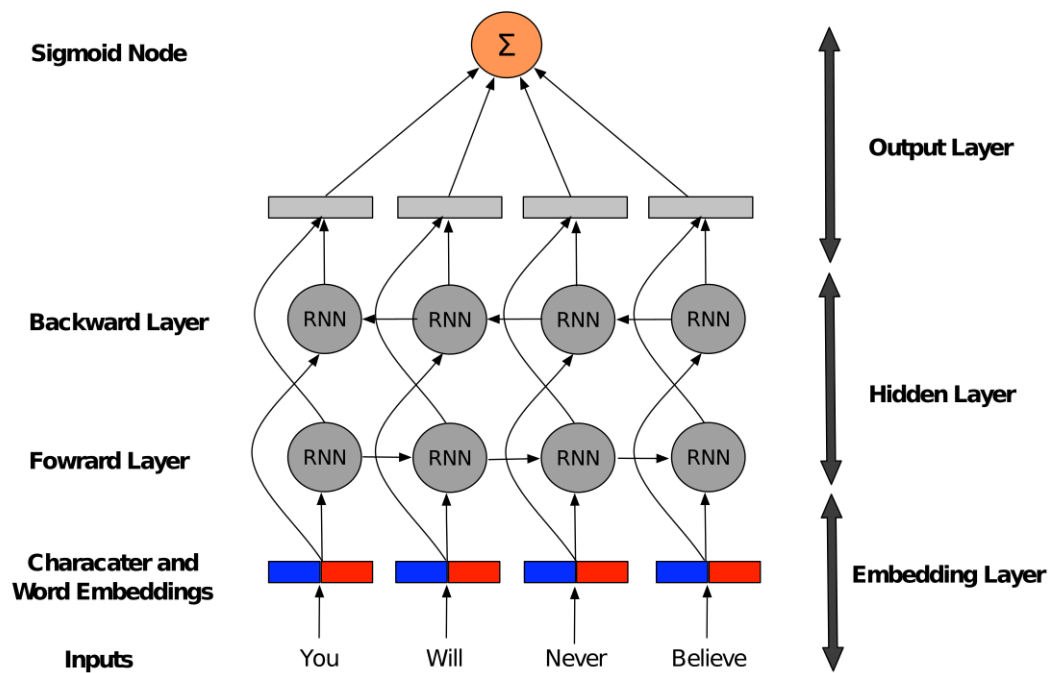 Sigmoid Node
Σ
Output Layer
Backward Layer
RNN RNN RNN RNN
Hidden Layer
Fowrard Layer
RNN RNN RNN RNN
Characater and
Word Embeddings
Embedding Layer
Inputs
You Will Never Believe